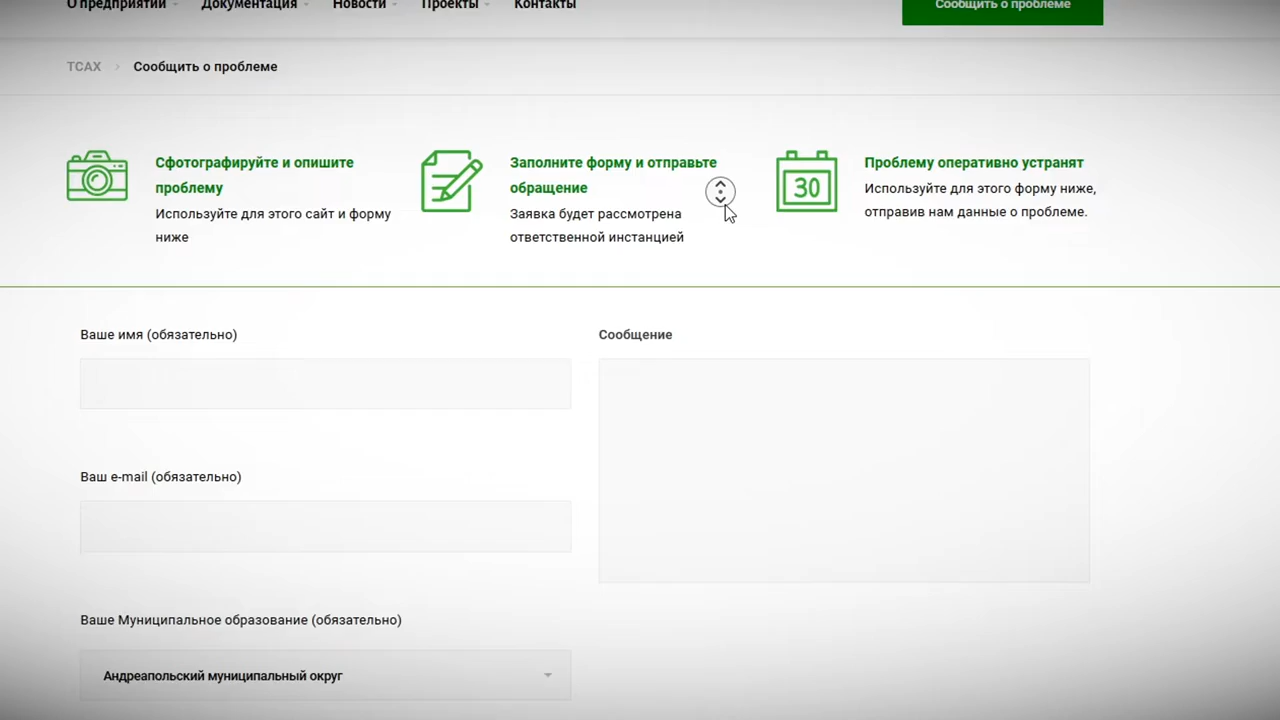 О предприятии Документация Новости Проекты Контакты Сообщить о проблеме
ТСАХ Сообщить о проблеме
Сфотографируйте и опишите
проблему
Используйте для этого сайт и форму
ниже
Заполните форму и отправьте
обращение
Заявка будет рассмотрена
ответственной инстанцией
30
Проблему оперативно устранят
Используйте для этого форму ниже,
отправив нам данные о проблеме.
Ваше имя (обязательно)
Сообщение
Ваш e-mail (обязательно)
Ваше Муниципальное образование (обязательно)
Андреапольский муниципальный округ